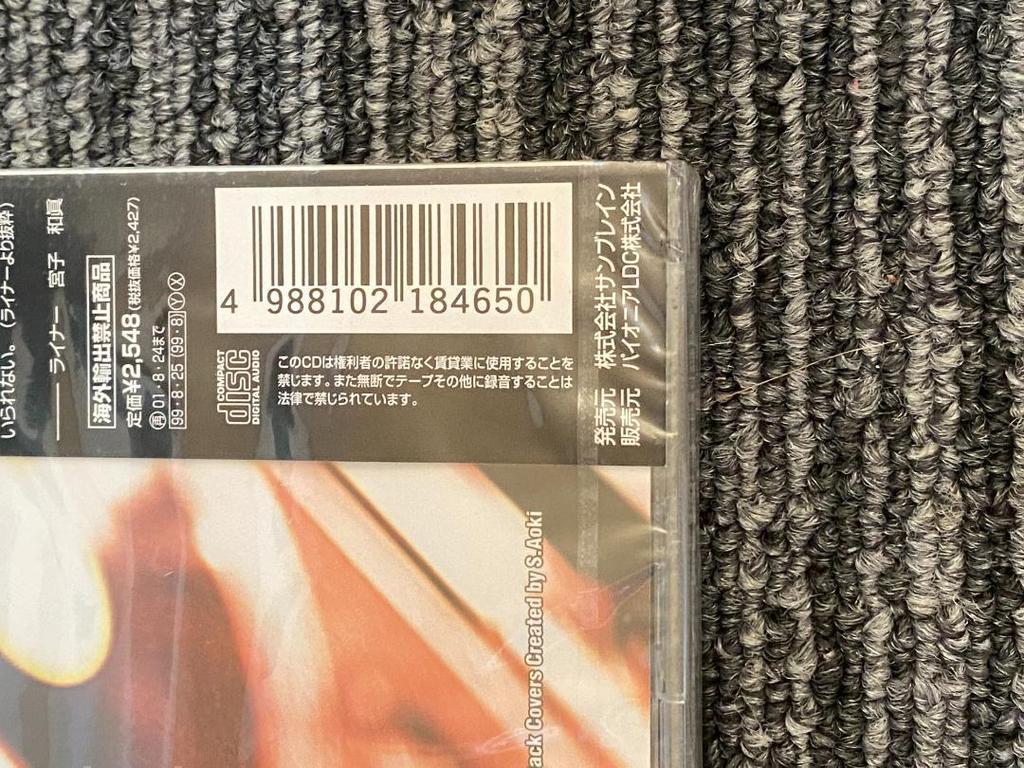 いられない。(ライナーより抜粋)
——— ライナー 宮子 和眞
海外輸出禁止商品
定価¥2,548(税抜価格¥2,427)
再01・8・24まで
99・8・25(99・8)ⓎⓍ
4 988102 184650
COMPACT
disc
DIGITAL AUDIO
このCDは権利者の許諾なく賃貸業に使用することを
禁じます。また無断でテープその他に録音することは
法律で禁じられています。
発売元 株式会社サンブレイン
販売元 パイオニアLDC株式会社
Covers Created by S.Aoki